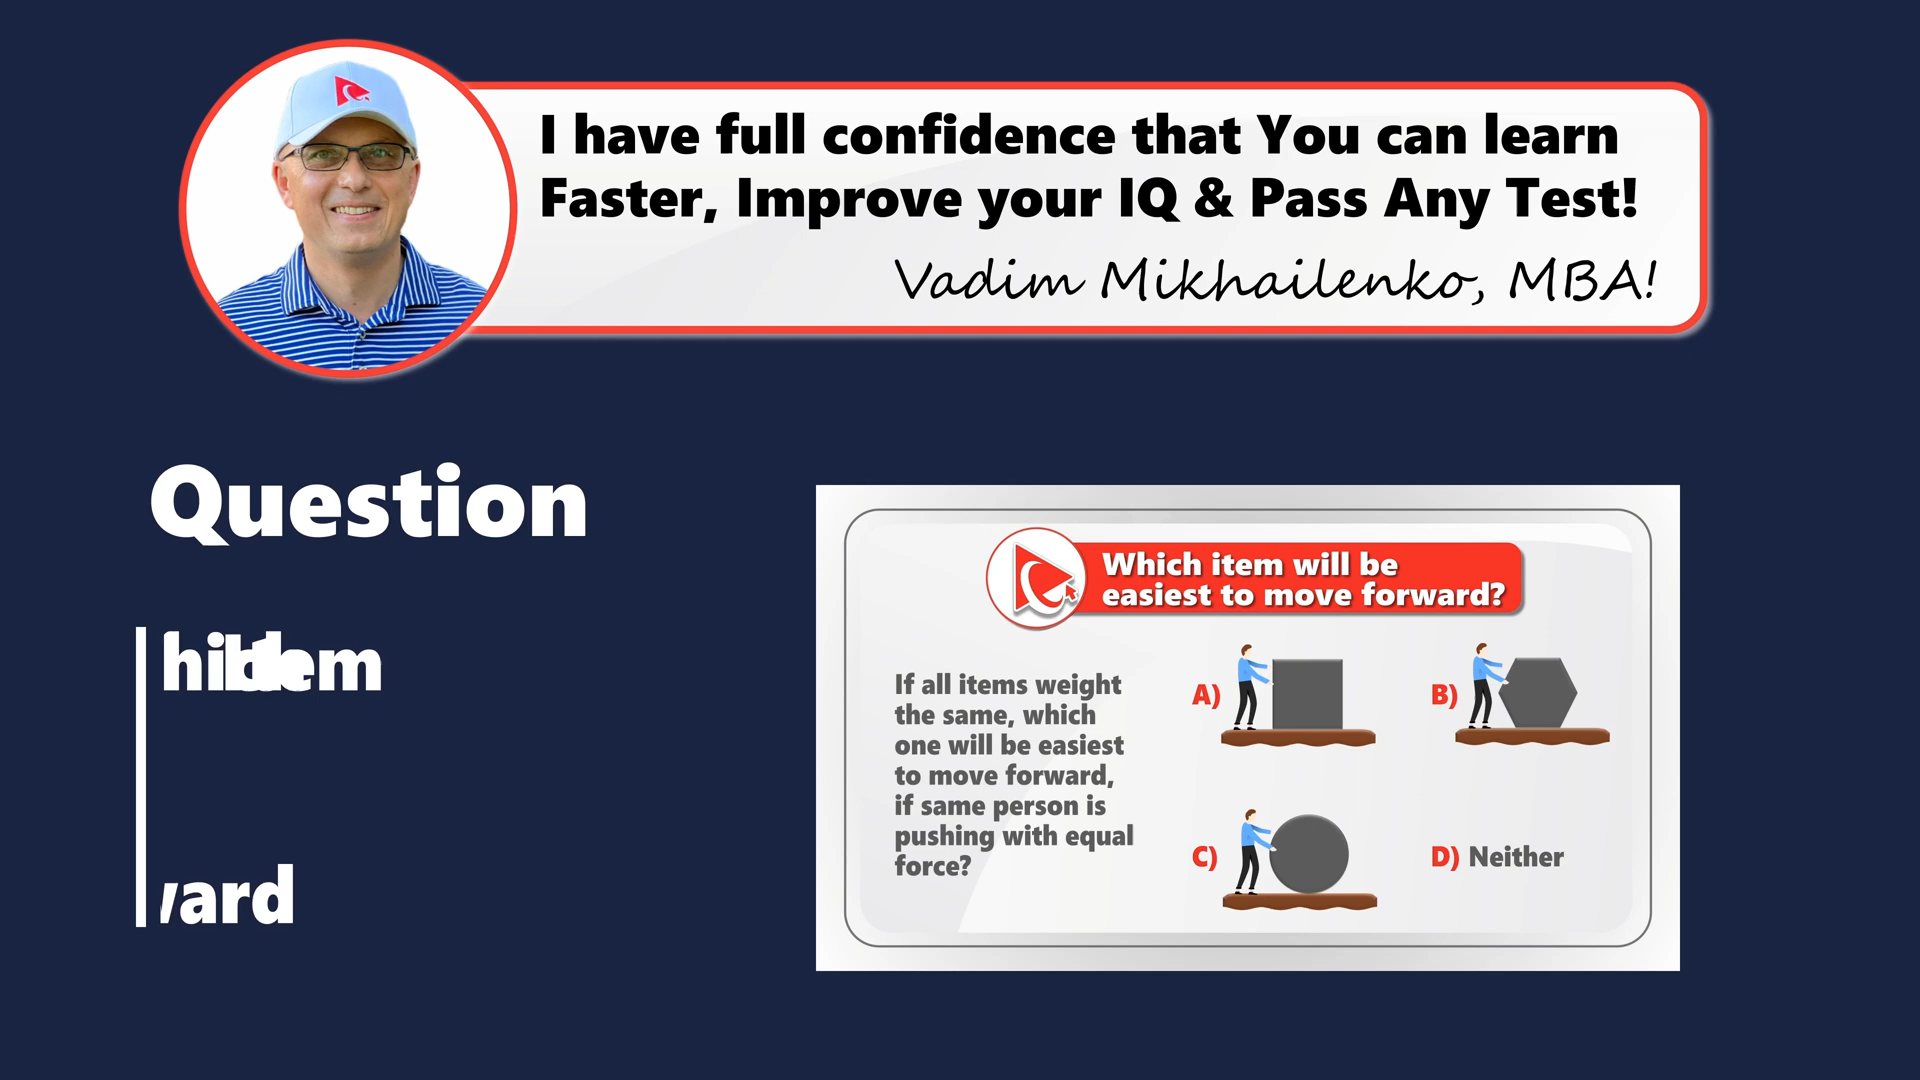 I have full confidence that You can learn
Faster, Improve your IQ & Pass Any Test!
Vadim Mikhailenko, MBA!
Question
Which item will be
easiest to move forward?
If all items weight
the same, which
one will be easiest
to move forward,
if same person is
pushing with equal
force?
A)
B)
C)
D) Neither